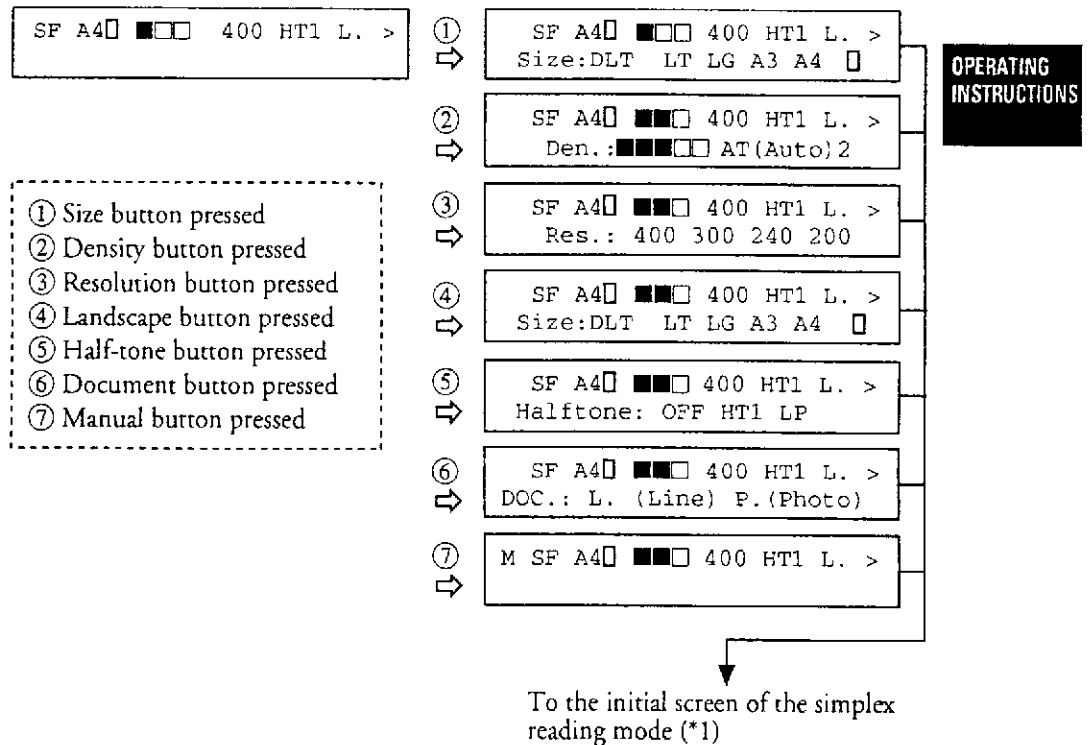 SF A4▯ ■□□ 400 HT1 L. >
① SF A4▯ ■□□ 400 HT1 L. >
⇨ Size:DLT LT LG A3 A4 ▯
OPERATING
INSTRUCTIONS
② SF A4▯ ■■□ 400 HT1 L. >
⇨ Den.:■■■□□ AT(Auto)2
① Size button pressed
② Density button pressed
③ Resolution button pressed
④ Landscape button pressed
⑤ Half-tone button pressed
⑥ Document button pressed
⑦ Manual button pressed
③ SF A4▯ ■■□ 400 HT1 L. >
⇨ Res.: 400 300 240 200
④ SF A4▯ ■■□ 400 HT1 L. >
⇨ Size:DLT LT LG A3 A4 ▯
⑤ SF A4▯ ■■□ 400 HT1 L. >
⇨ Halftone: OFF HT1 LP
⑥ SF A4▯ ■■□ 400 HT1 L. >
⇨ DOC.: L. (Line) P.(Photo)
⑦ M SF A4▯ ■■□ 400 HT1 L. >
⇨
To the initial screen of the simplex
reading mode (*1)